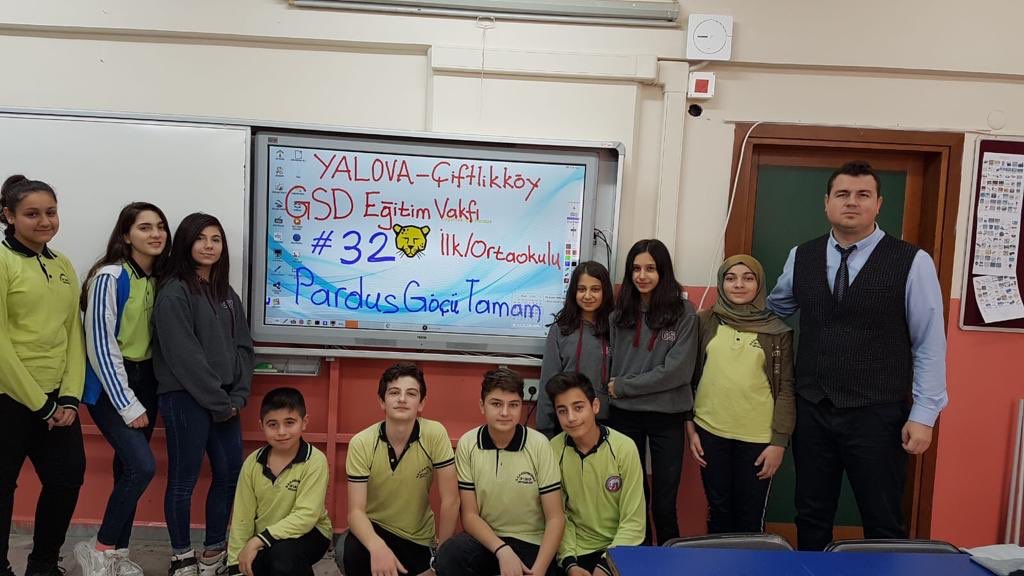 YALOVA-Çiftlikköy
GSD Eğitim Vakfı
#32 İlk/Ortaokulu
Pardus Göçü Tamam